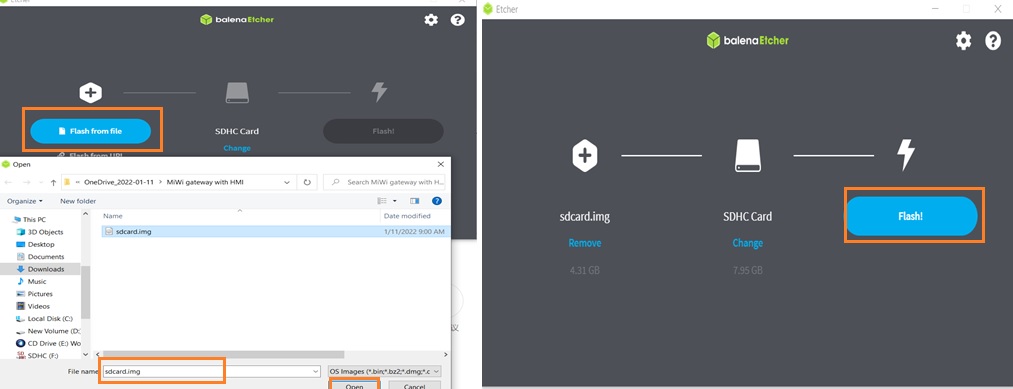 Etcher
balenaEtcher
Flash from file
SDHC Card
Flash!
Flash from URL
Change
Open
OneDrive_2022-01-11 > MiWi gateway with HMI
Search MiWi gateway with H...
Organize
New folder
Name
Date modified
This PC
3D Objects
Desktop
Documents
Downloads
Music
Pictures
Videos
Local Disk (C:)
New Volume (D:
CD Drive (E:) H
SDHC (F:)
sdcard.img
1/11/2022 9:00 AM
File name:
sdcard.img
OS Images (*.bin;*.bz2;*.dmg;*.c
Open
Cancel
议
Etcher
balenaEtcher
sdcard.img
SDHC Card
Flash!
Remove
Change
4.31 GB
7.95 GB